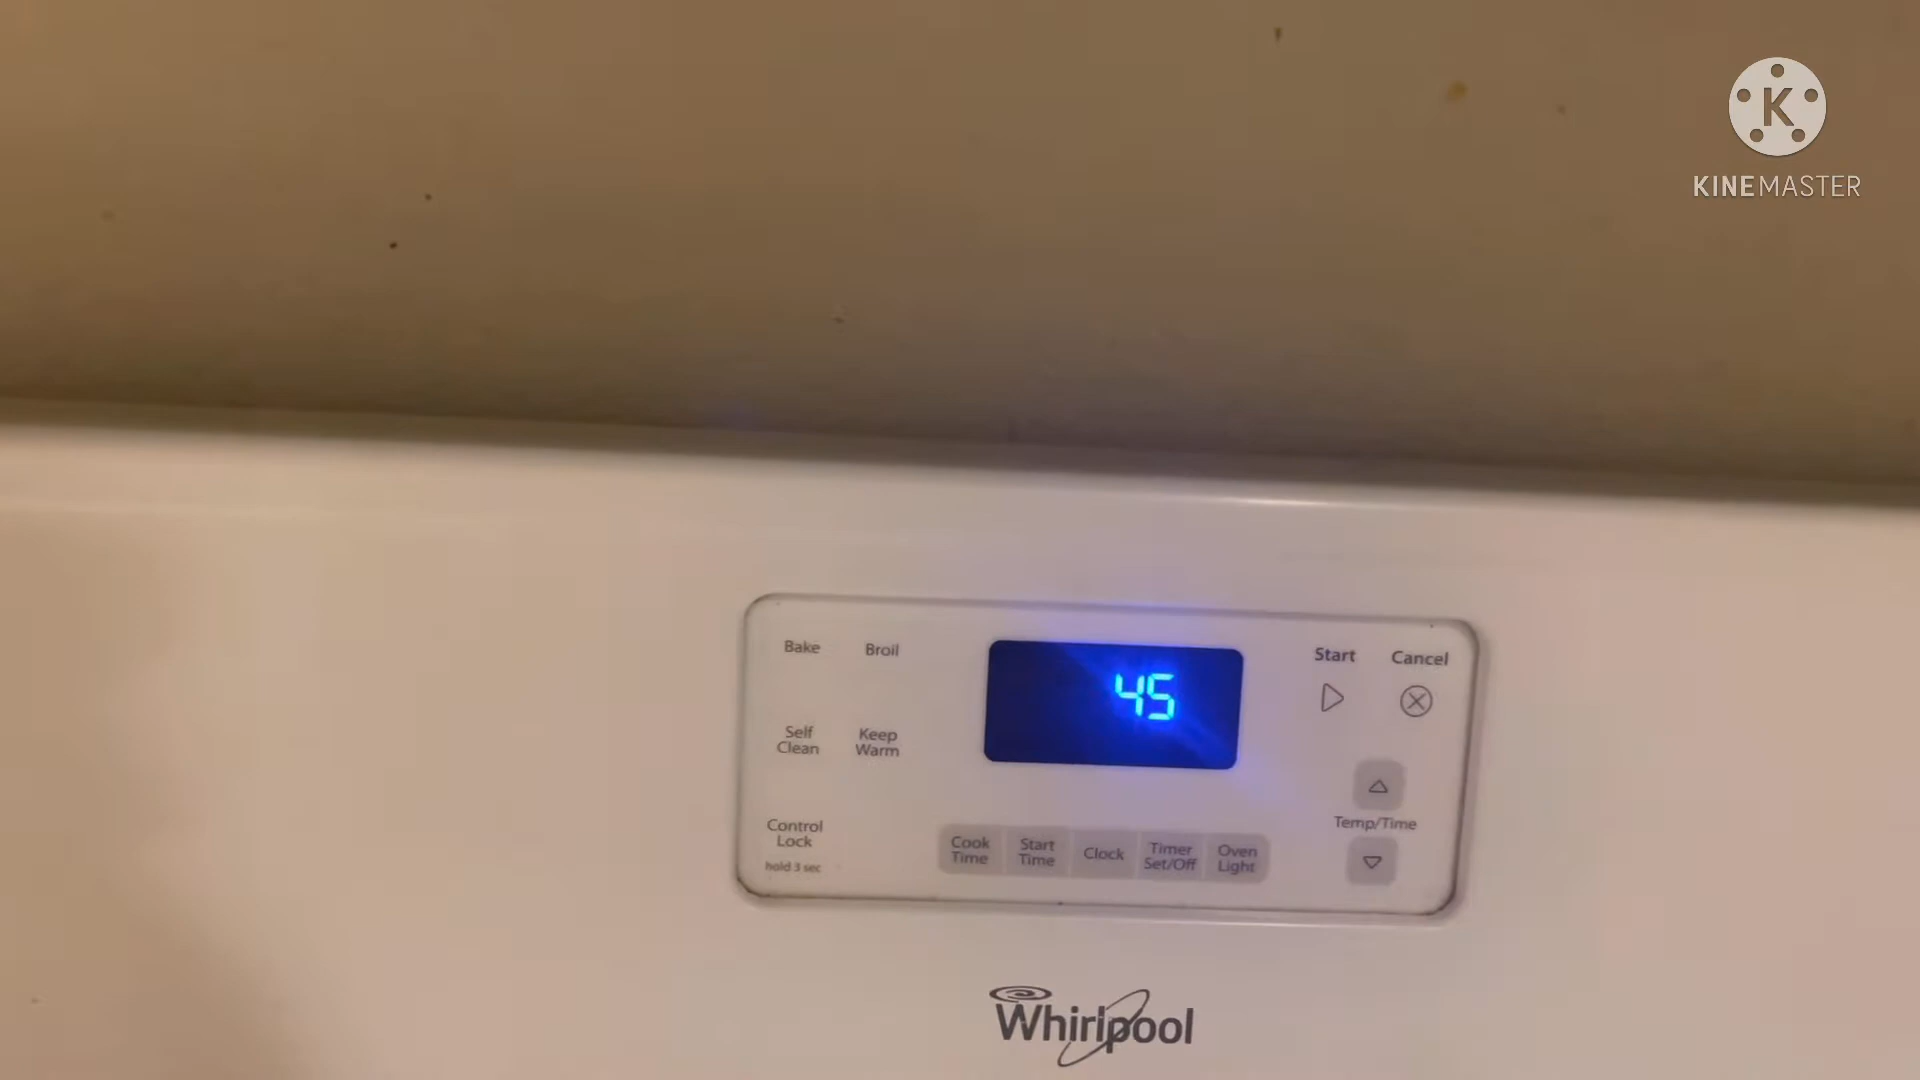 K
KINEMASTER
Bake
Broil
45
Start
Cancel
Self
Clean
Keep
Warm
Temp/Time
Control
Lock
hold 3 sec
Cook
Time
Start
Time
Clock
Timer
Set/Off
Oven
Light
Whirlpool